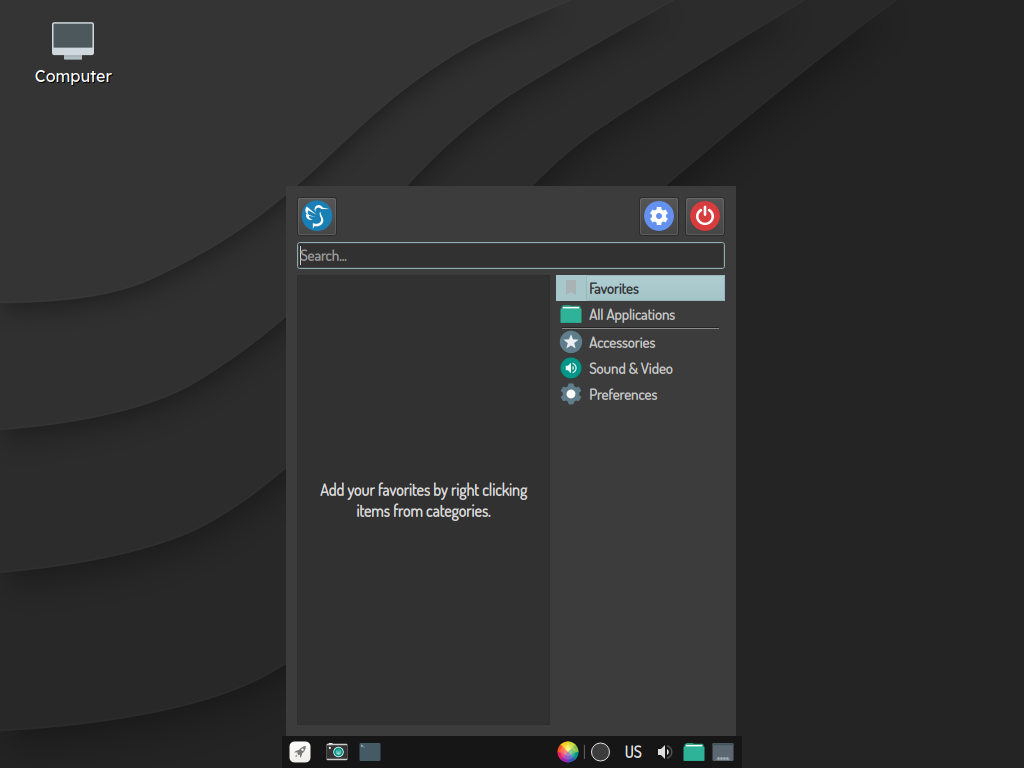 Computer
Search...
Favorites
All Applications
Accessories
Sound & Video
Preferences
Add your favorites by right clicking
items from categories.
US